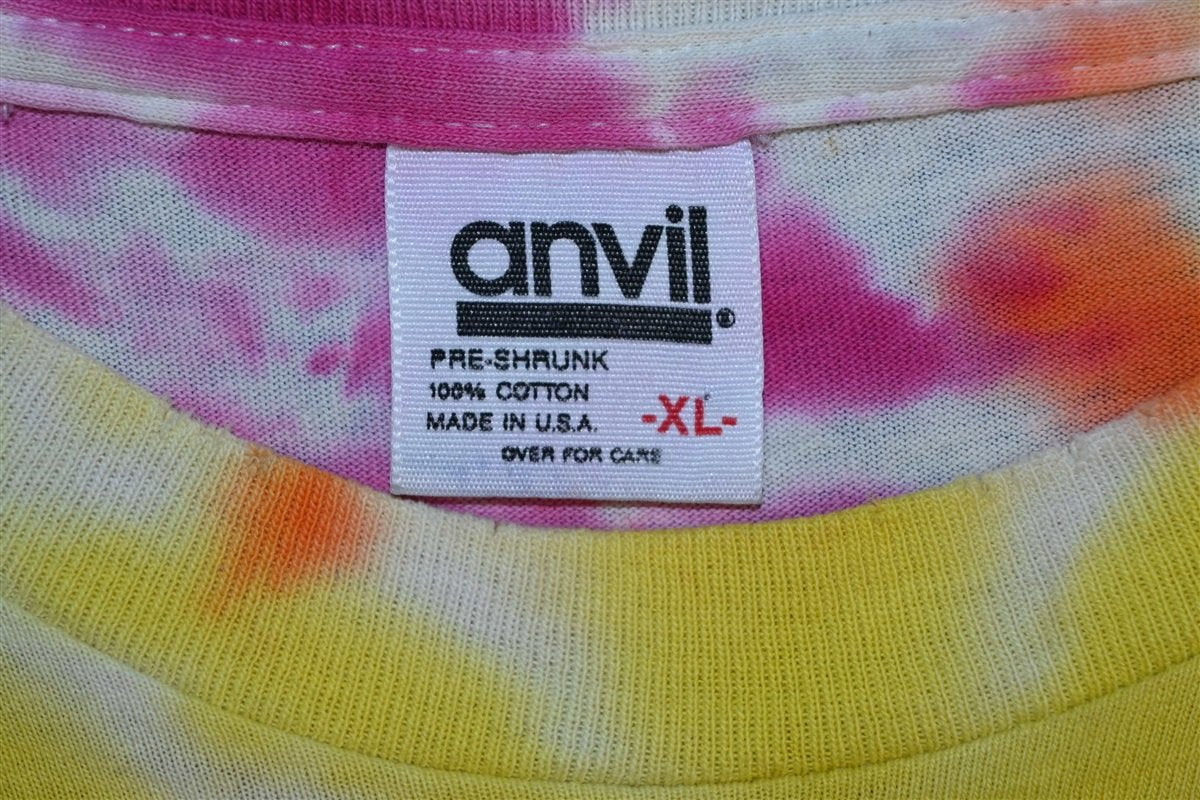 anvil®
PRE-SHRUNK
100% COTTON
MADE IN U.S.A. -XL-
OVER FOR CARE